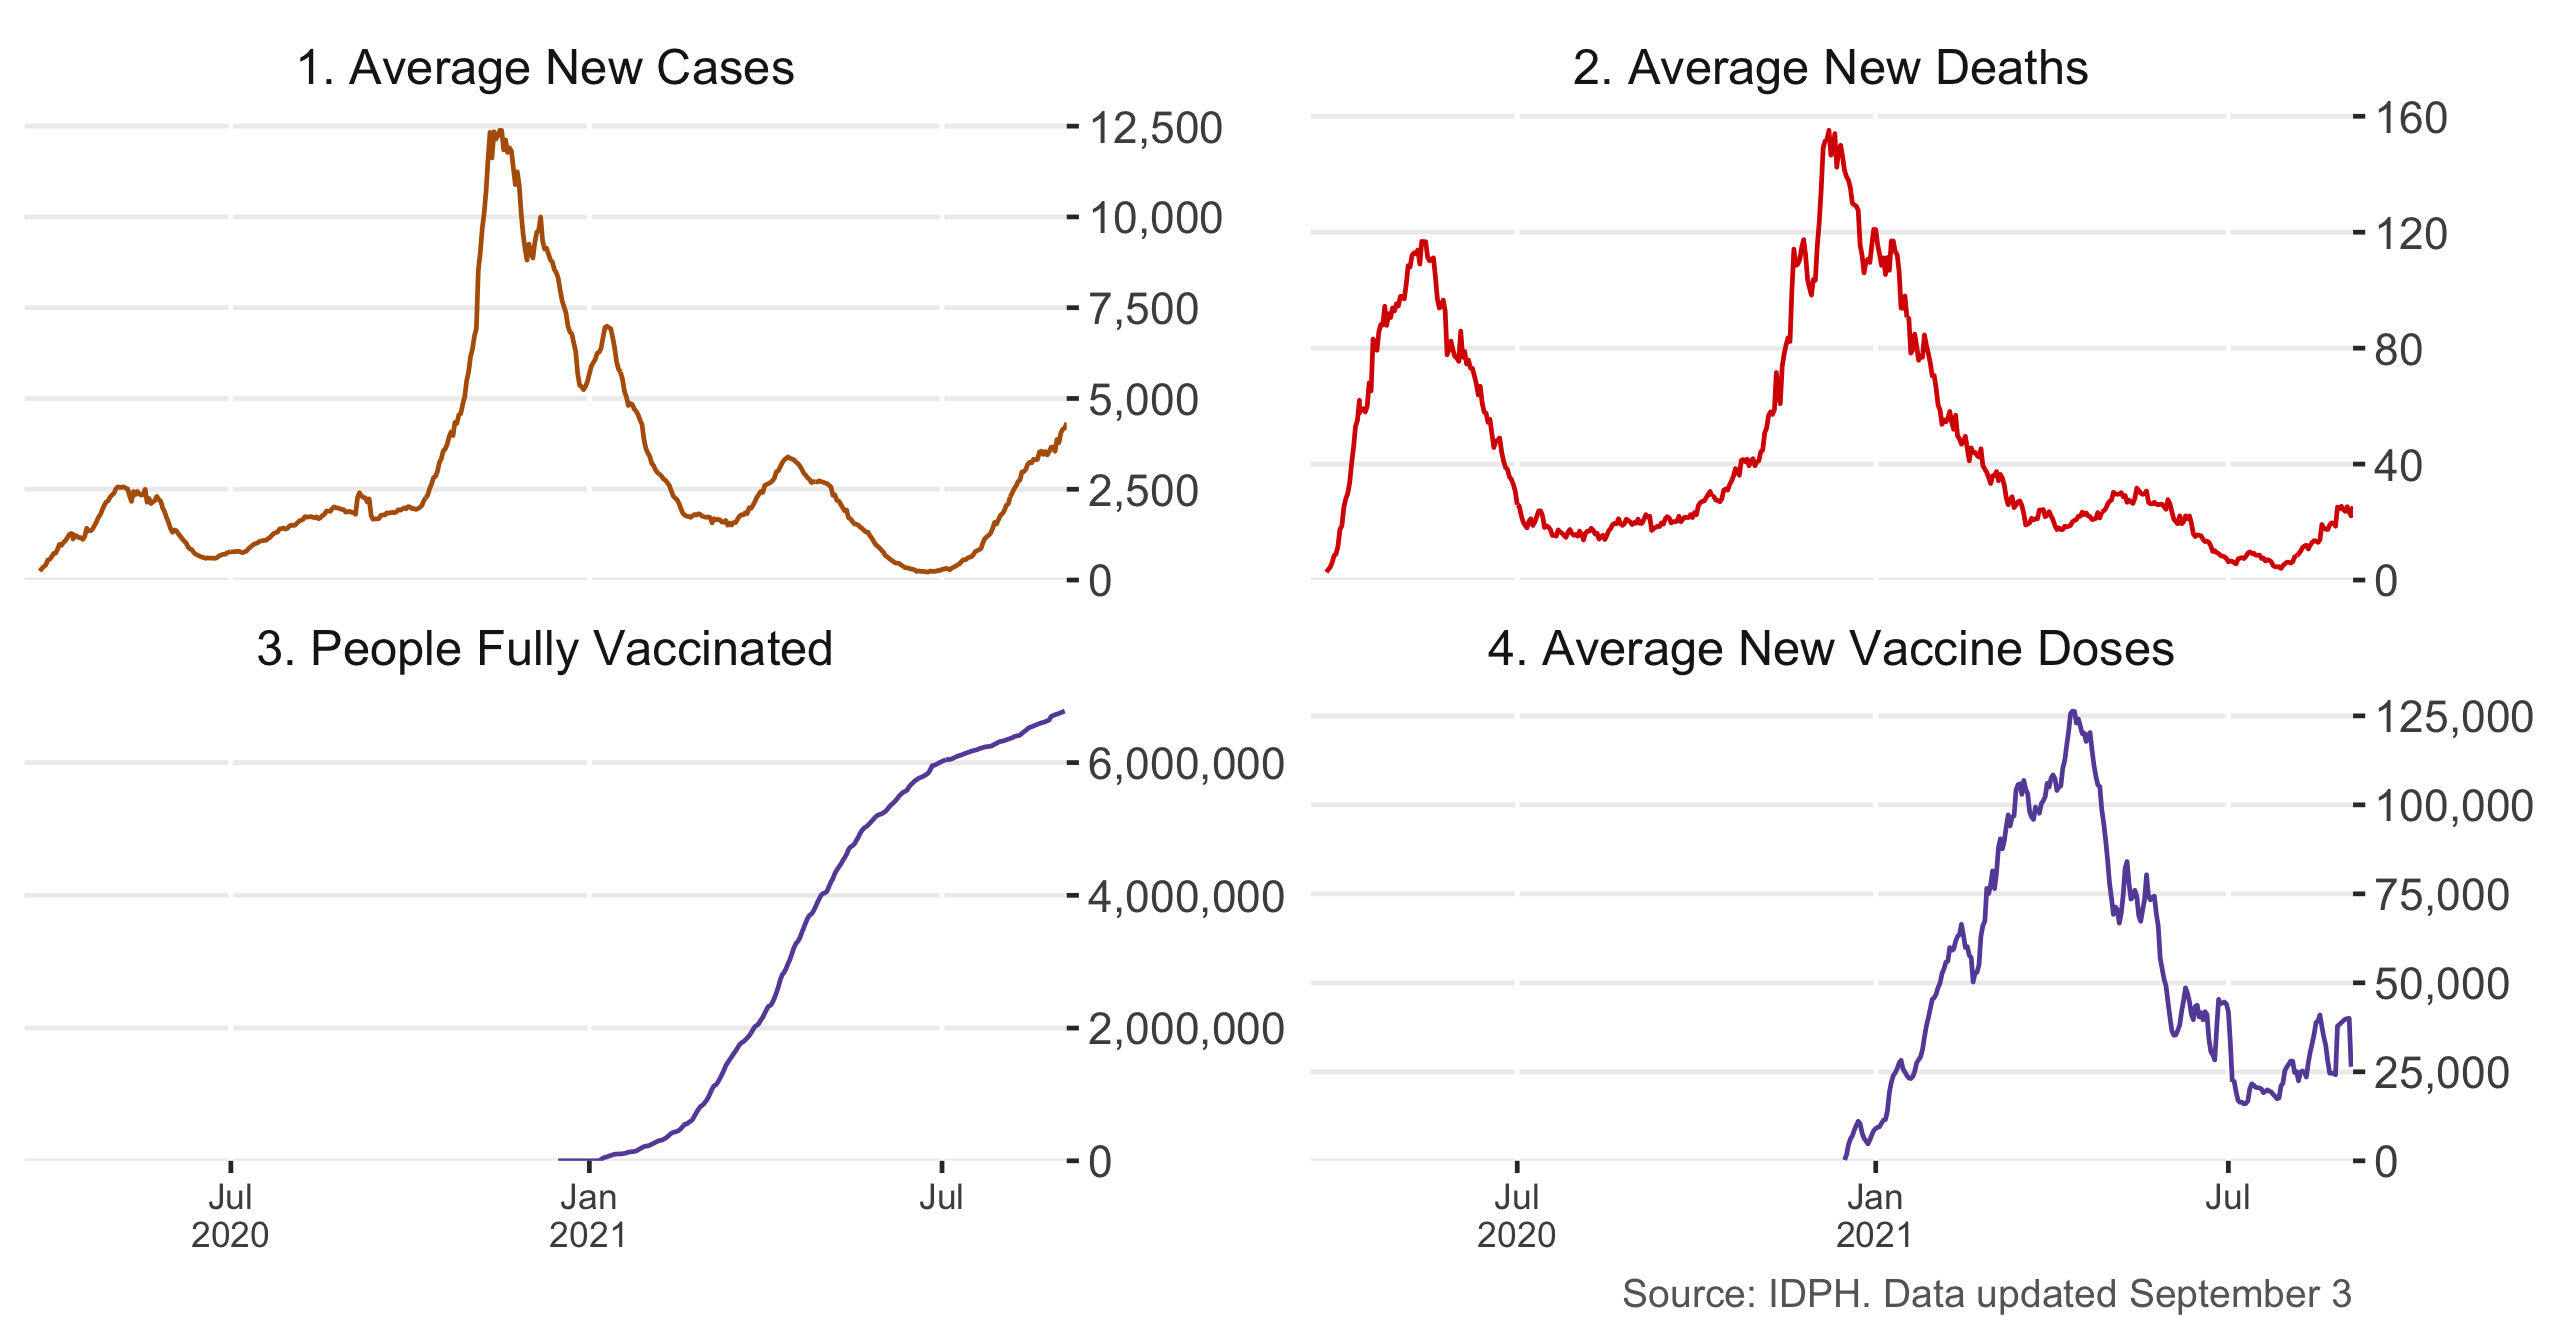 1. Average New Cases
12,500
10,000
7,500
5,000
2,500
0
2. Average New Deaths
160
120
80
40
0
3. People Fully Vaccinated
6,000,000
4,000,000
2,000,000
0
Jul
2020
Jan
2021
Jul
4. Average New Vaccine Doses
125,000
100,000
75,000
50,000
25,000
0
Jul
2020
Jan
2021
Jul
Source: IDPH. Data updated September 3